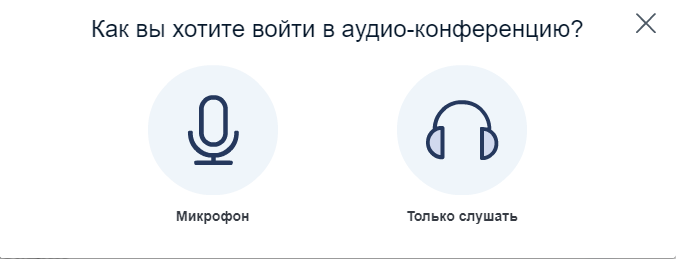 Как вы хотите войти в аудио-конференцию?
Микрофон
Только слушать